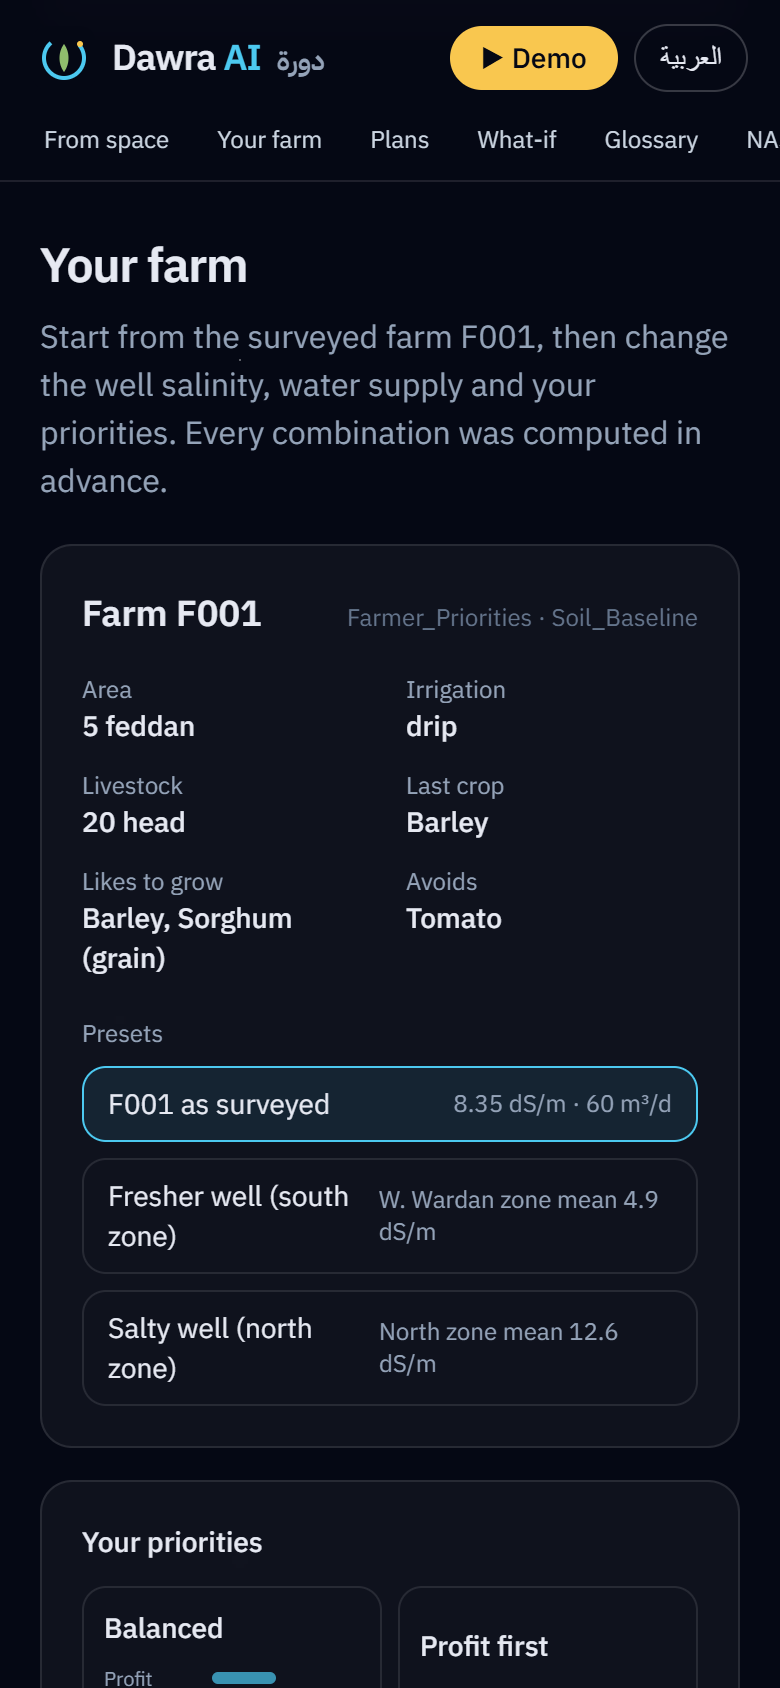 Dawra AI دورة
▶ Demo
العربية
From space Your farm Plans What-if Glossary NA
Your farm
Start from the surveyed farm F001, then change
the well salinity, water supply and your
priorities. Every combination was computed in
advance.
Farm F001
Farmer_Priorities · Soil_Baseline
Area
5 feddan
Irrigation
drip
Livestock
20 head
Last crop
Barley
Likes to grow
Barley, Sorghum
(grain)
Avoids
Tomato
Presets
F001 as surveyed
8.35 dS/m · 60 m³/d
Fresher well (south
zone)
W. Wardan zone mean 4.9
dS/m
Salty well (north
zone)
North zone mean 12.6
dS/m
Your priorities
Balanced
Profit
Profit first